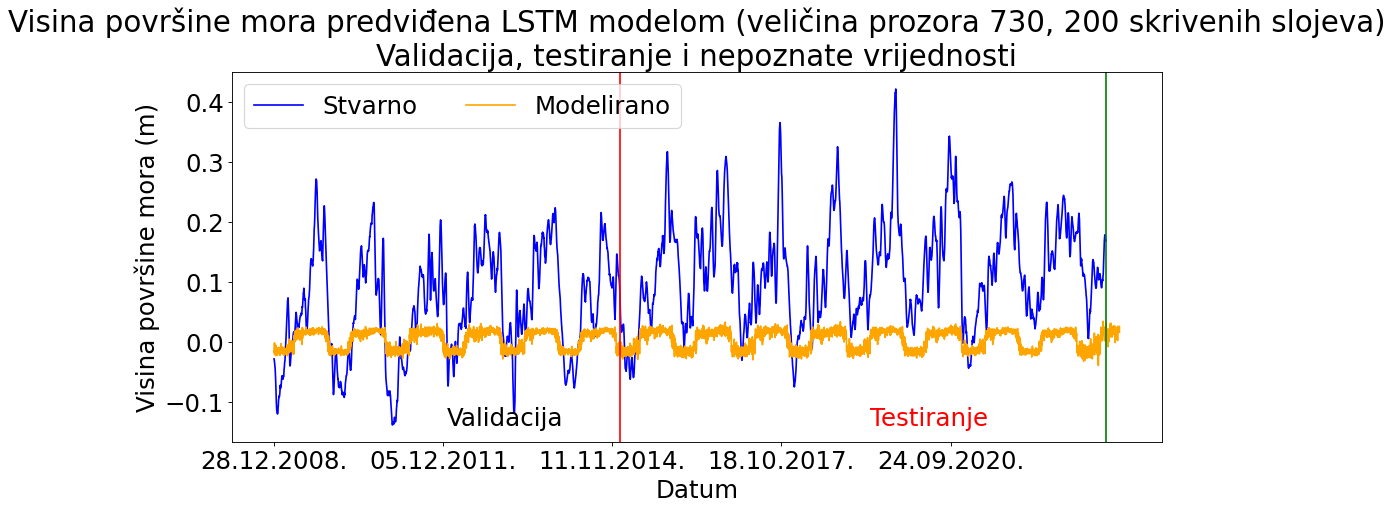 Visina površine mora predviđena LSTM modelom (veličina prozora 730, 200 skrivenih slojeva)
Validacija, testiranje i nepoznate vrijednosti
Stvarno Modelirano
Visina površine mora (m)
0.4
0.3
0.2
0.1
0.0
−0.1
Validacija Testiranje
28.12.2008. 05.12.2011. 11.11.2014. 18.10.2017. 24.09.2020.
Datum